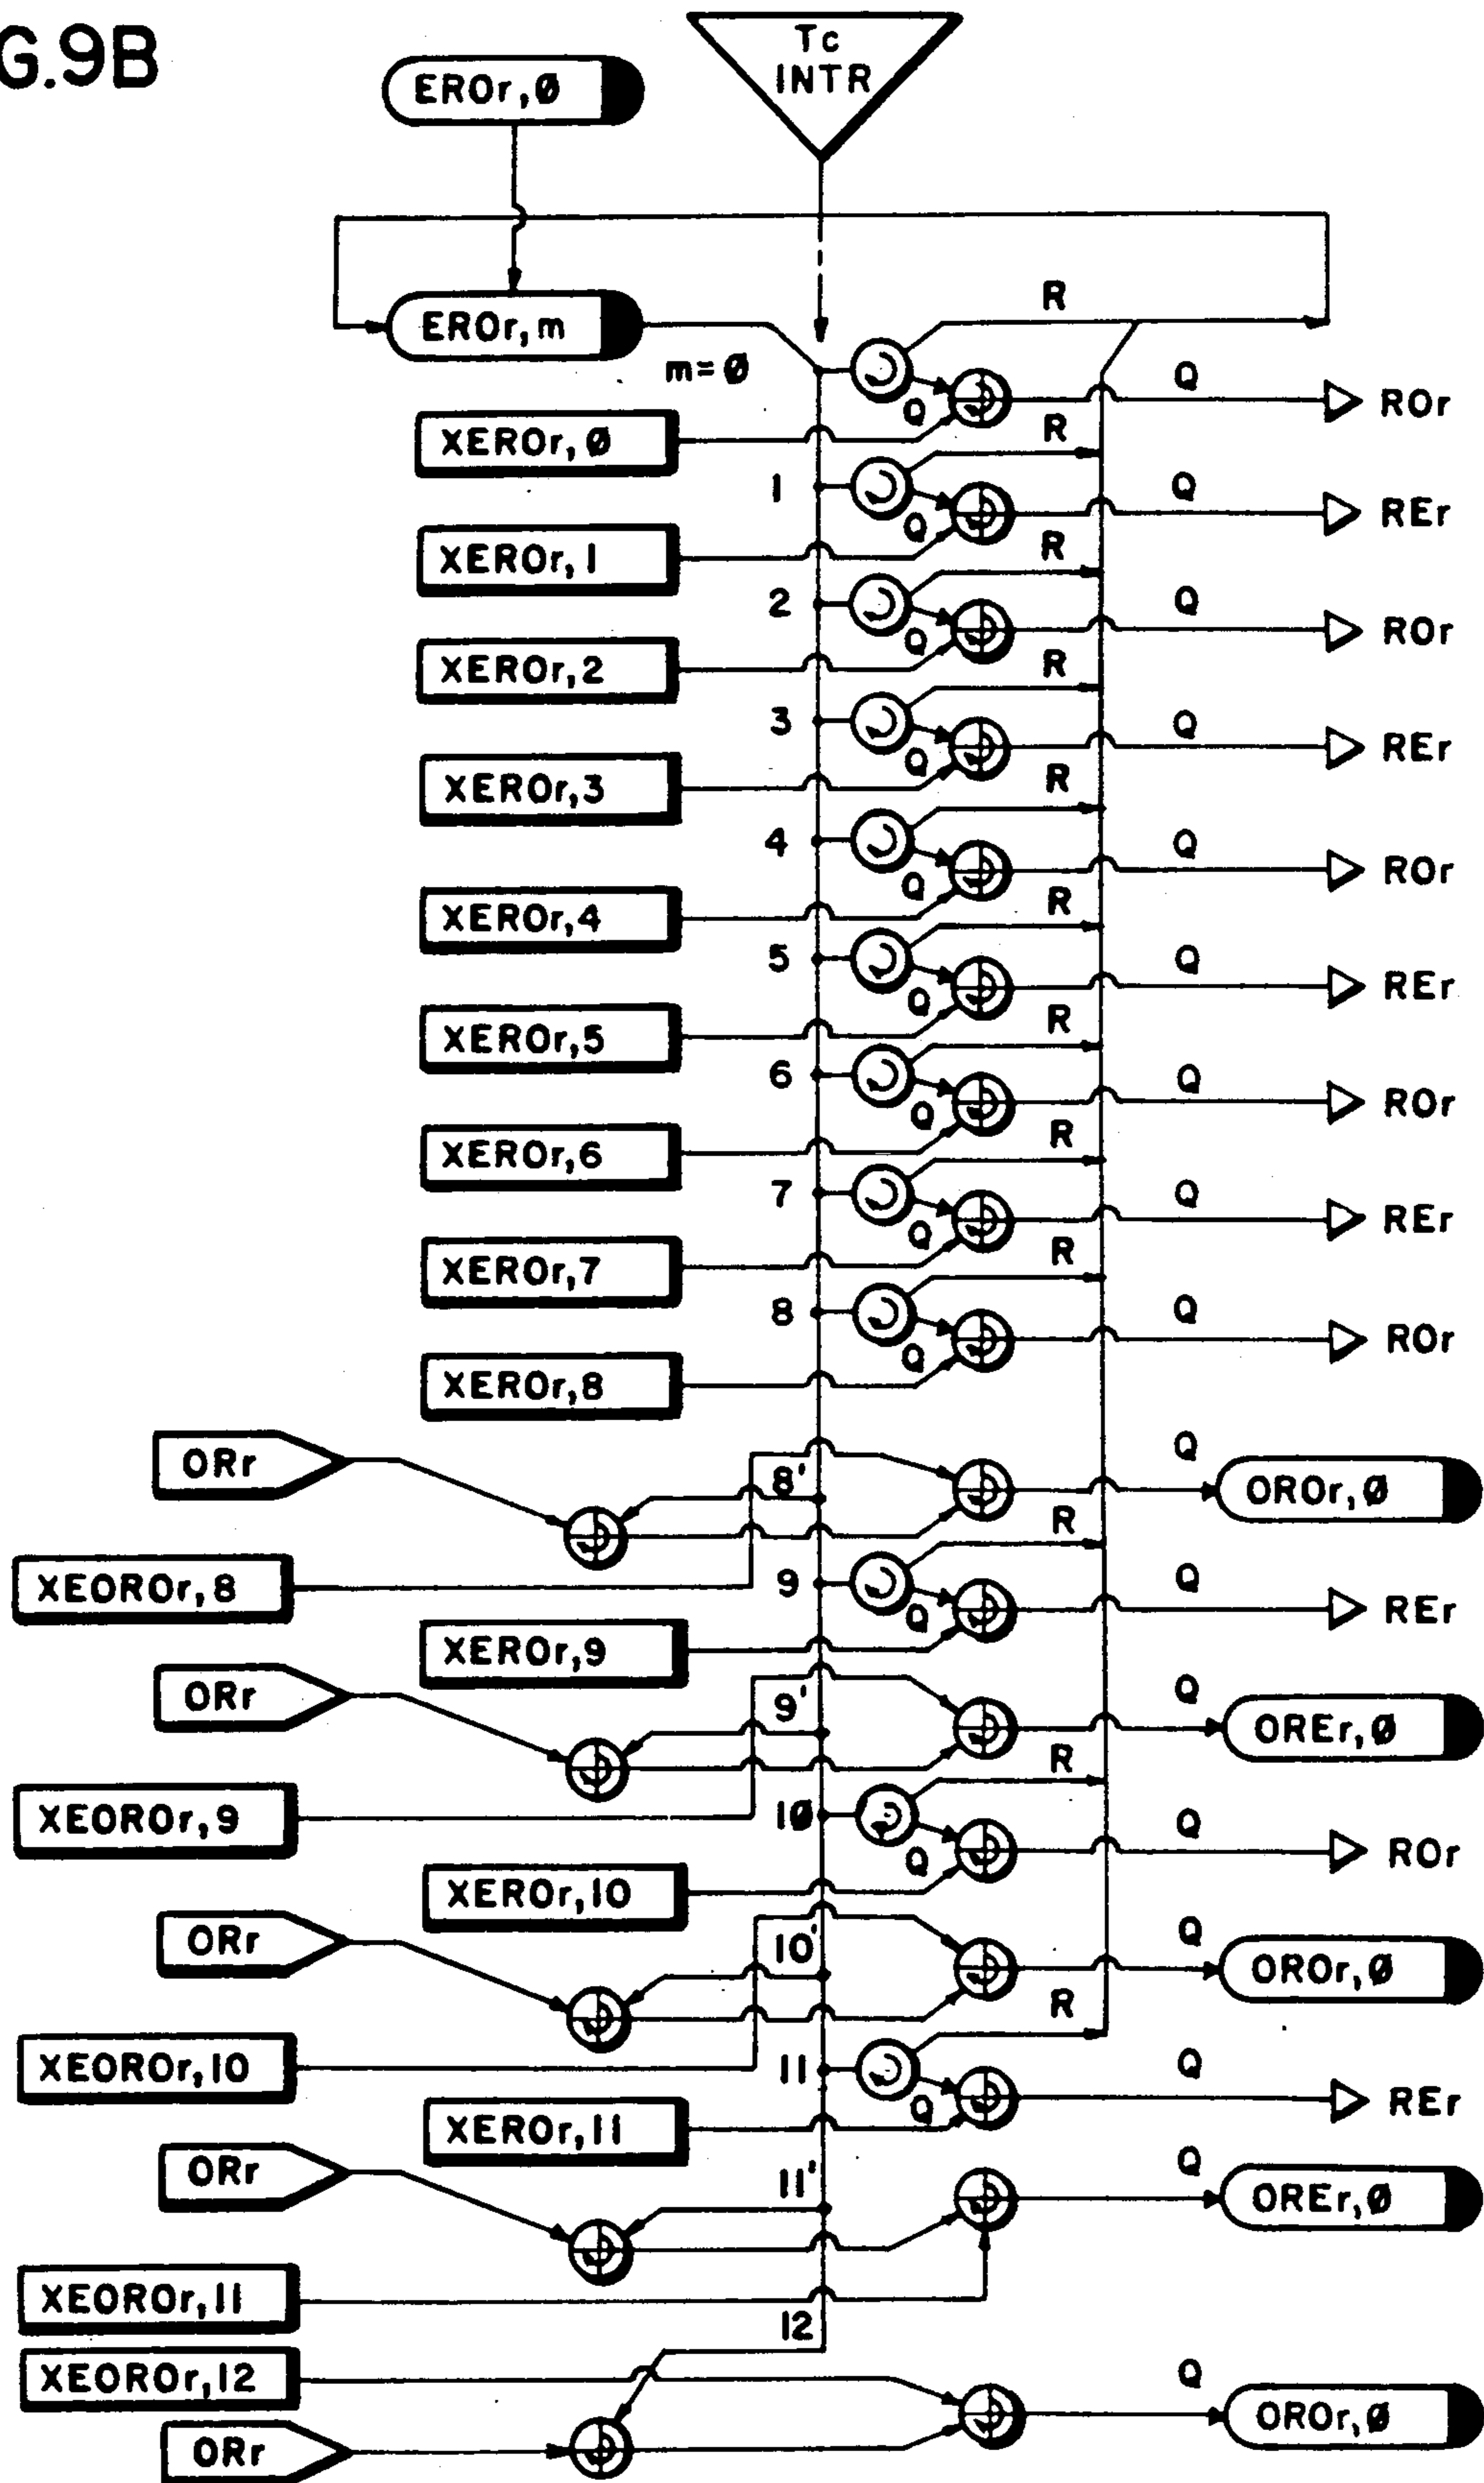 G.9B
Tc
INTR
EROr,Ø
R
EROr,m
m=Ø
Q
Q
ROr
XEROr,Ø
R
1
Q
Q
REr
XEROr,1
R
2
Q
Q
ROr
XEROr,2
R
3
Q
Q
REr
XEROr,3
R
4
Q
Q
ROr
XEROr,4
R
5
Q
Q
REr
XEROr,5
R
6
Q
Q
ROr
XEROr,6
R
7
Q
Q
REr
XEROr,7
R
8
Q
Q
ROr
XEROr,8
ORr
8'
Q
OROr,Ø
R
XEOROr,8
9
Q
Q
REr
XEROr,9
ORr
9'
Q
OREr,Ø
R
XEOROr,9
1Ø
Q
Q
ROr
XEROr,10
ORr
10'
Q
OROr,Ø
R
XEOROr,10
11
Q
Q
REr
XEROr,11
ORr
11'
Q
OREr,Ø
XEOROr,11
12
XEOROr,12
Q
OROr,Ø
ORr